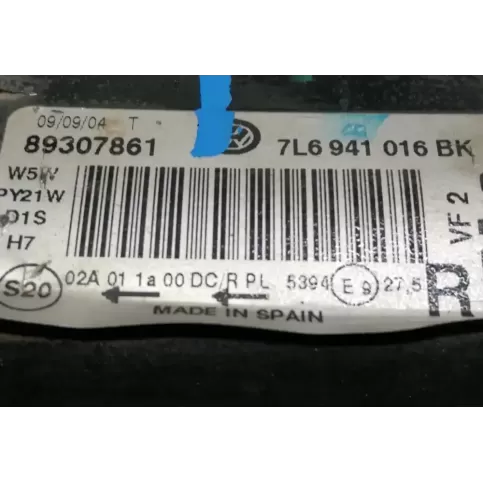 09/09/04 T
89307861 VW 7L6 941 016 BK
W5W
PY21W
D1S
H7
VF 2
R
S20 02A 01 1a 00 DC/R PL 5394 E 9 27,5
MADE IN SPAIN